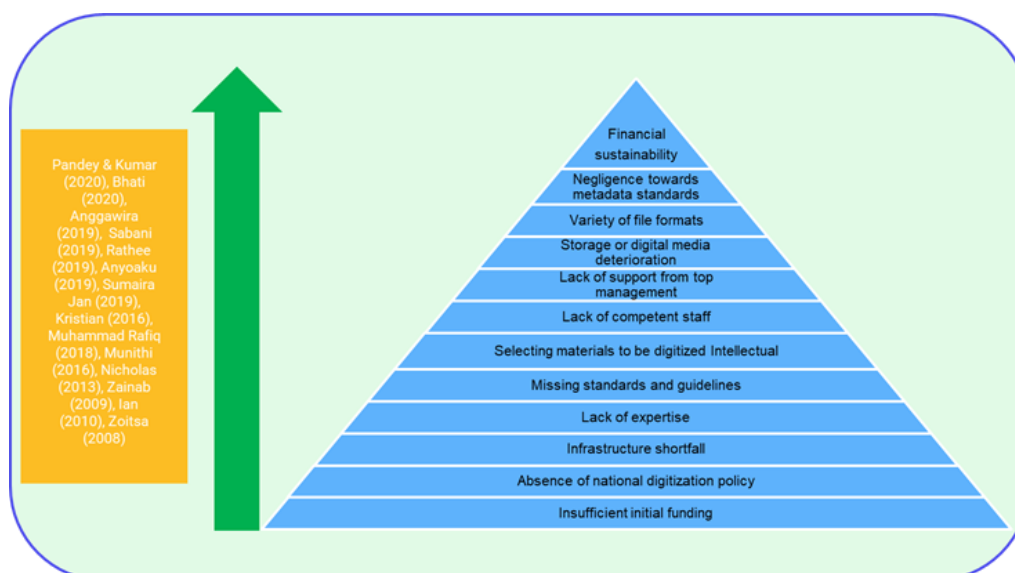 Pandey & Kumar
(2020), Bhati
(2020),
Anggawira
(2019), Sabani
(2019), Rathee
(2019), Anyoaku
(2019), Sumaira
Jan (2019),
Kristian (2016),
Muhammad Rafiq
(2018), Munithi
(2016), Nicholas
(2013), Zainab
(2009), Ian
(2010), Zoitsa
(2008)
Financial
sustainability
Negligence towards
metadata standards
Variety of file formats
Storage or digital media
deterioration
Lack of support from top
management
Lack of competent staff
Selecting materials to be digitized Intellectual
Missing standards and guidelines
Lack of expertise
Infrastructure shortfall
Absence of national digitization policy
Insufficient initial funding